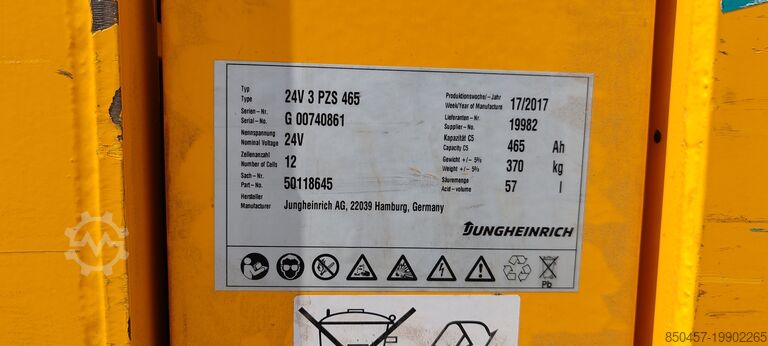 Typ
Type 24V 3 PZS 465
Serien-Nr.
Serial-No. G 00740861
Nennspannung
Nominal Voltage 24V
Zellenanzahl
Number of Cells 12
Sach-Nr.
Part-No. 50118645
Hersteller
Manufacturer Jungheinrich AG, 22039 Hamburg, Germany
Produktionswoche/-Jahr
Week/Year of Manufacture 17/2017
Lieferanten-Nr.
Supplier-No. 19982
Kapazität C5
Capacity C5 465 Ah
Gewicht +/- 5%
Weight +/- 5% 370 kg
Säuremenge
Acid-volume 57 l
JUNGHEINRICH
Pb
850457-19902265